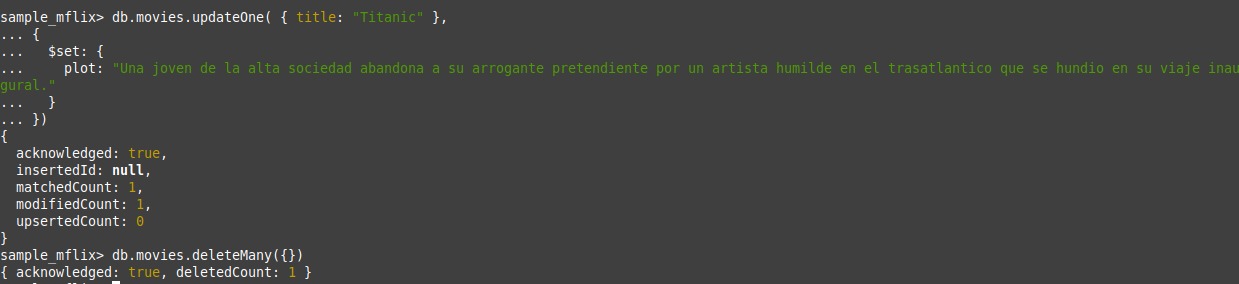 sample_mflix> db.movies.updateOne( { title: "Titanic" },
... {
...   $set: {
...     plot: "Una joven de la alta sociedad abandona a su arrogante pretendiente por un artista humilde en el trasatlantico que se hundio en su viaje inau
gural."
...   }
... })
{
  acknowledged: true,
  insertedId: null,
  matchedCount: 1,
  modifiedCount: 1,
  upsertedCount: 0
}
sample_mflix> db.movies.deleteMany({})
{ acknowledged: true, deletedCount: 1 }